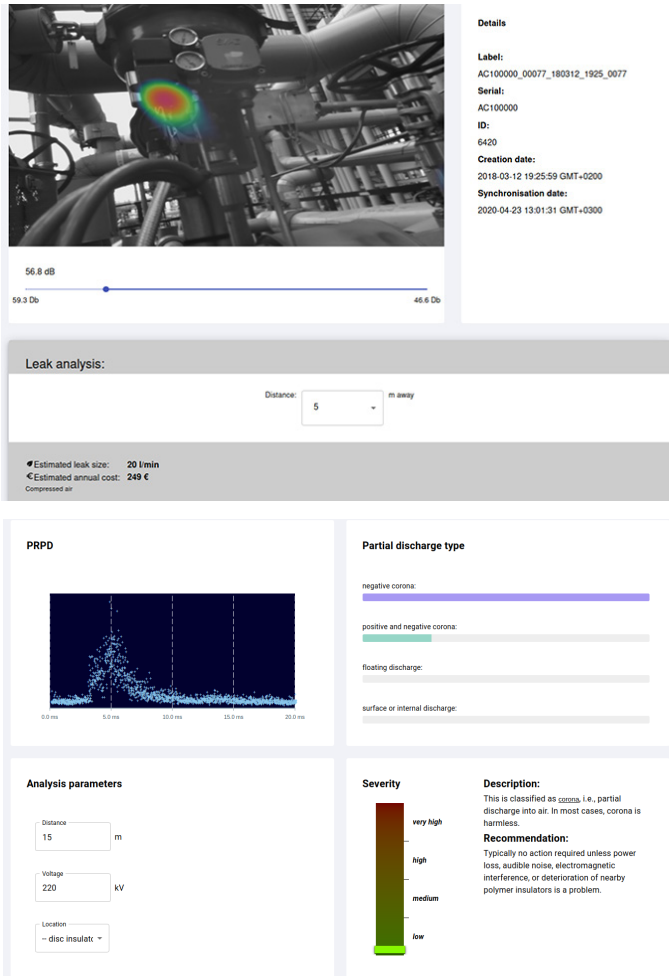 Details
Label:
AC100000_00077_180312_1925_0077
Serial:
AC100000
ID:
6420
Creation date:
2018-03-12 19:25:59 GMT+0200
Synchronisation date:
2020-04-23 13:01:31 GMT+0300
56.8 dB
59.3 Db
46.6 Db
Leak analysis:
Distance: 5 m away
Estimated leak size: 20 l/min
€Estimated annual cost: 249 €
Compressed air
PRPD
0.0 ms 5.0 ms 10.0 ms 15.0 ms 20.0 ms
Partial discharge type
negative corona:
positive and negative corona:
floating discharge:
surface or internal discharge:
Analysis parameters
Distance
15 m
Voltage
220 kV
Location
– disc insulatc
Severity
very high
high
medium
low
Description:
This is classified as corona, i.e., partial
discharge into air. In most cases, corona is
harmless.
Recommendation:
Typically no action required unless power
loss, audible noise, electromagnetic
interference, or deterioration of nearby
polymer insulators is a problem.